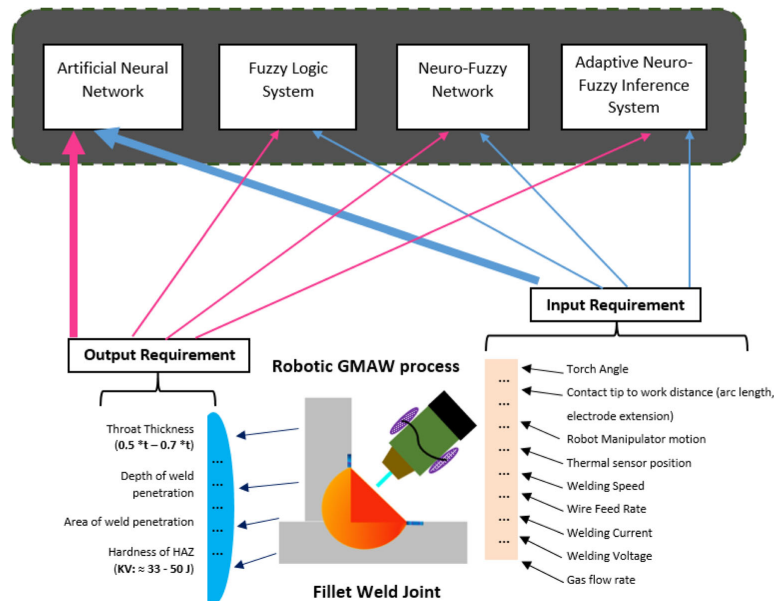 Artificial Neural
Network
Fuzzy Logic
System
Neuro-Fuzzy
Network
Adaptive Neuro-
Fuzzy Inference
System
Input Requirement
Output Requirement
Robotic GMAW process
Throat Thickness
(0.5 *t – 0.7 *t)
...
Depth of weld
penetration
...
Area of weld penetration
...
Hardness of HAZ
...
(KV: ≈ 33 - 50 J)
Torch Angle
...
Contact tip to work distance (arc length,
...
electrode extension)
Robot Manipulator motion
...
Thermal sensor position
...
Welding Speed
...
Wire Feed Rate
...
Welding Current
...
Welding Voltage
...
Gas flow rate
Fillet Weld Joint